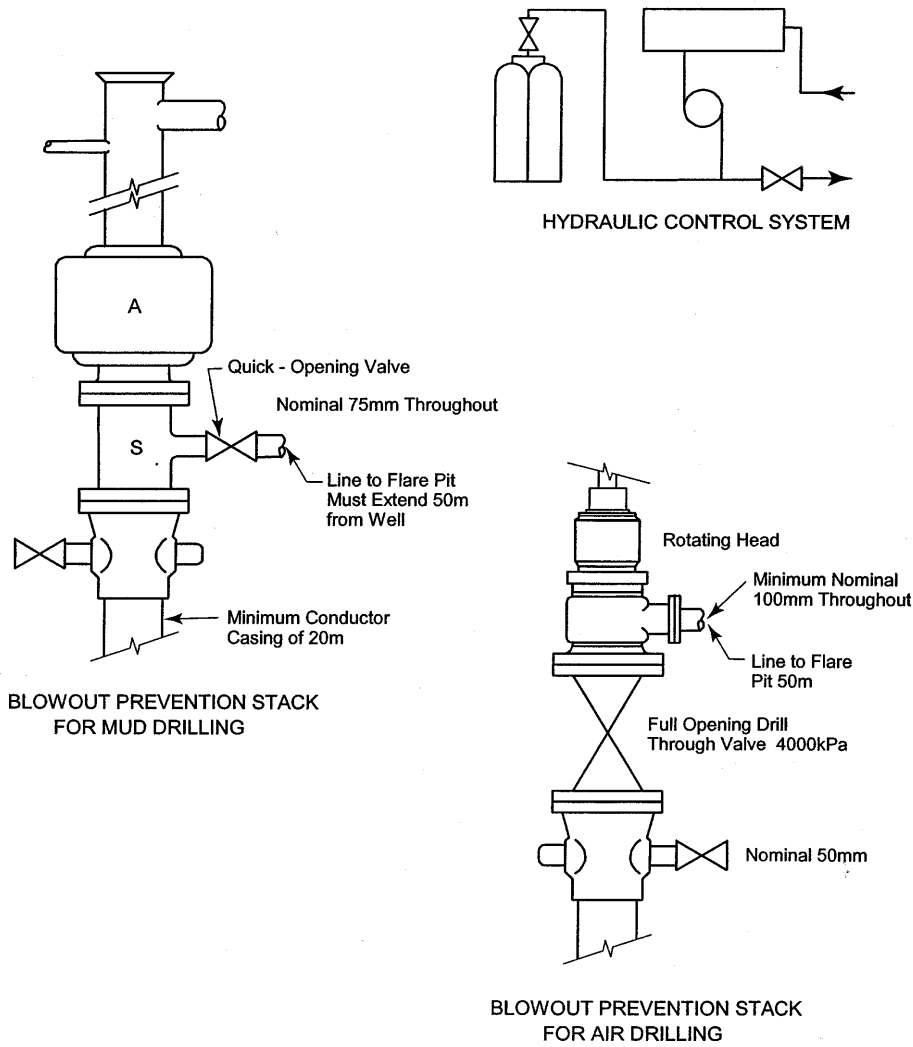 HYDRAULIC CONTROL SYSTEM
A
Quick - Opening Valve
Nominal 75mm Throughout
S
Line to Flare Pit
Must Extend 50m
from Well
Minimum Conductor
Casing of 20m
BLOWOUT PREVENTION STACK
FOR MUD DRILLING
Rotating Head
Minimum Nominal
100mm Throughout
Line to Flare
Pit 50m
Full Opening Drill
Through Valve 4000kPa
Nominal 50mm
BLOWOUT PREVENTION STACK
FOR AIR DRILLING